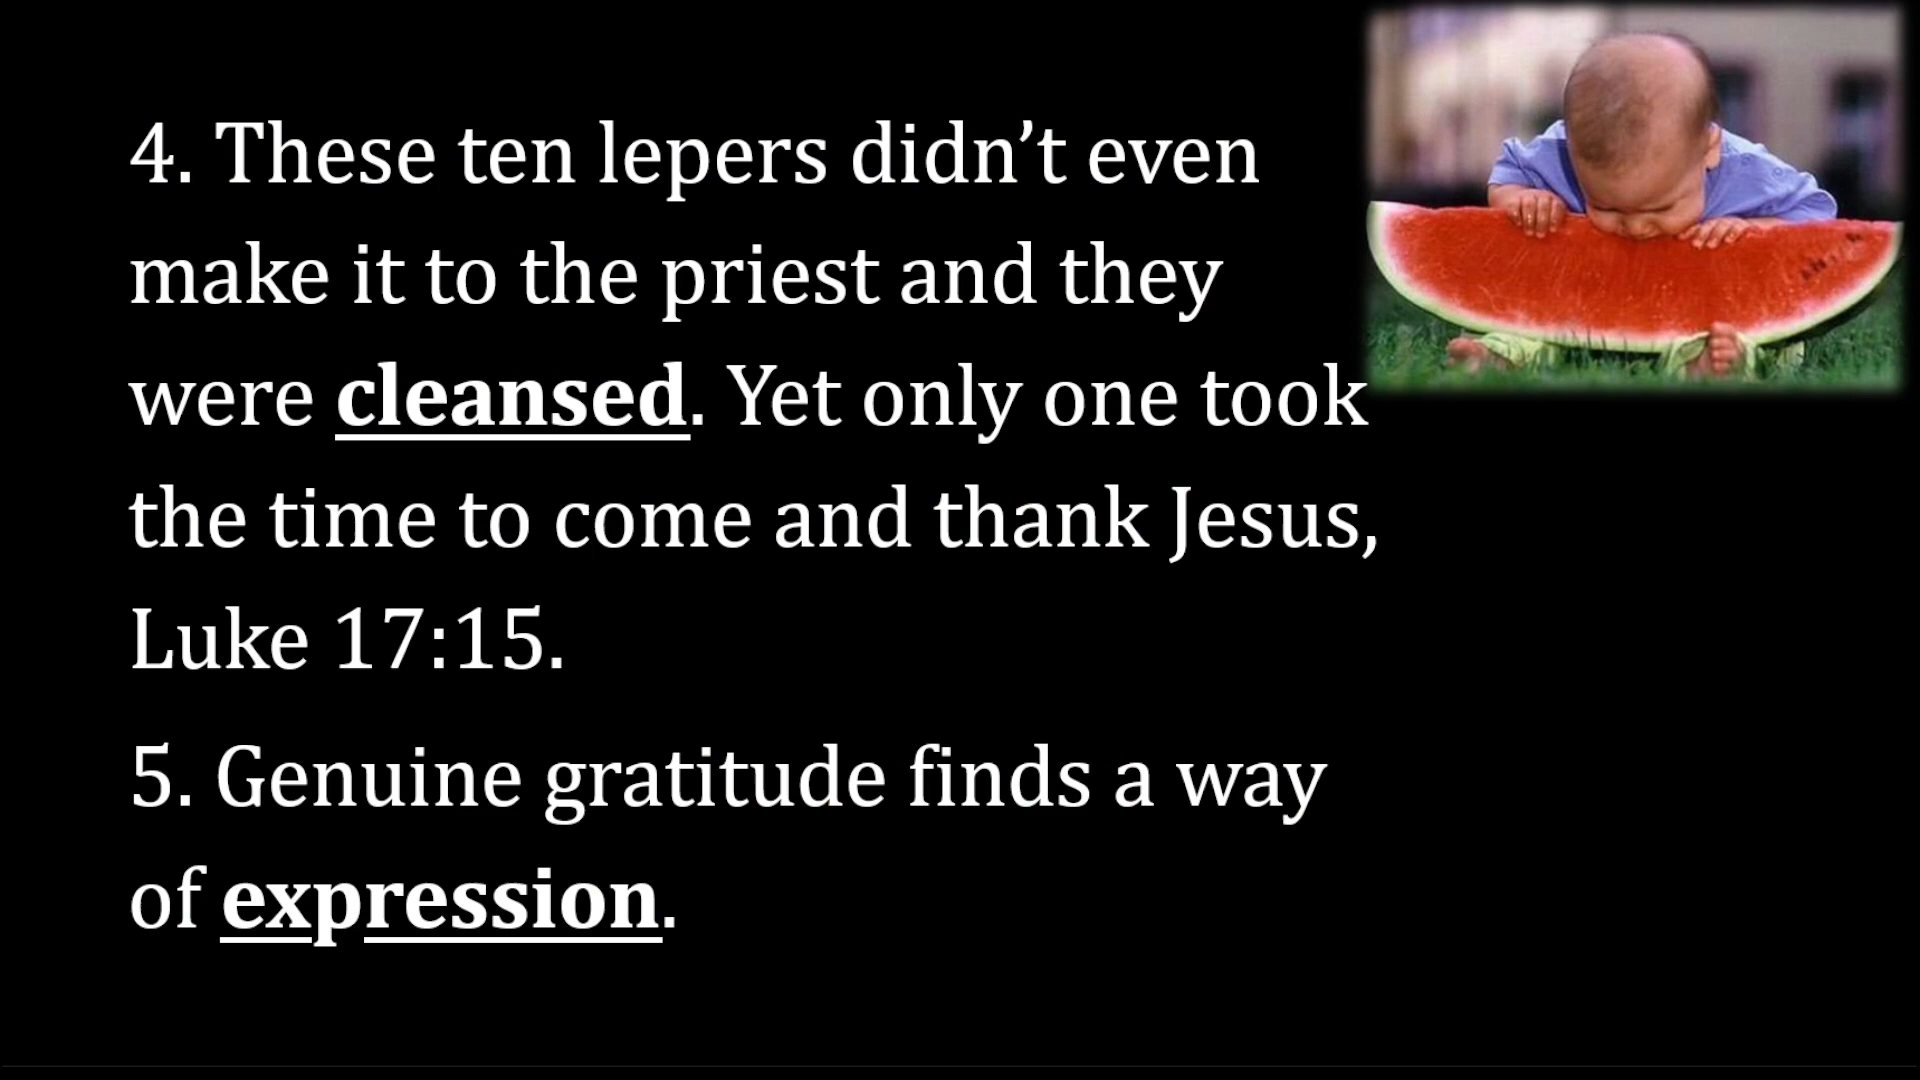 4. These ten lepers didn’t even
make it to the priest and they
were cleansed. Yet only one took
the time to come and thank Jesus,
Luke 17:15.
5. Genuine gratitude finds a way
of expression.